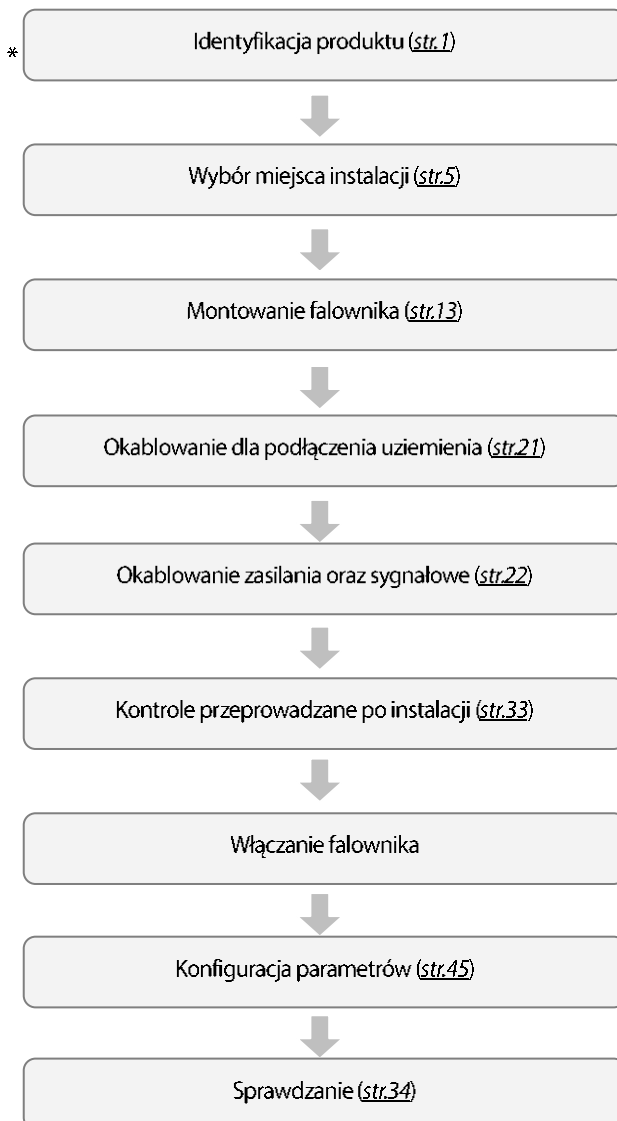 Identyfikacja produktu (str.1)
*
Wybór miejsca instalacji (str.5)
Montowanie falownika (str.13)
Okablowanie dla podłączenia uziemienia (str.21)
Okablowanie zasilania oraz sygnałowe (str.22)
Kontrole przeprowadzane po instalacji (str.33)
Włączanie falownika
Konfiguracja parametrów (str.45)
Sprawdzanie (str.34)